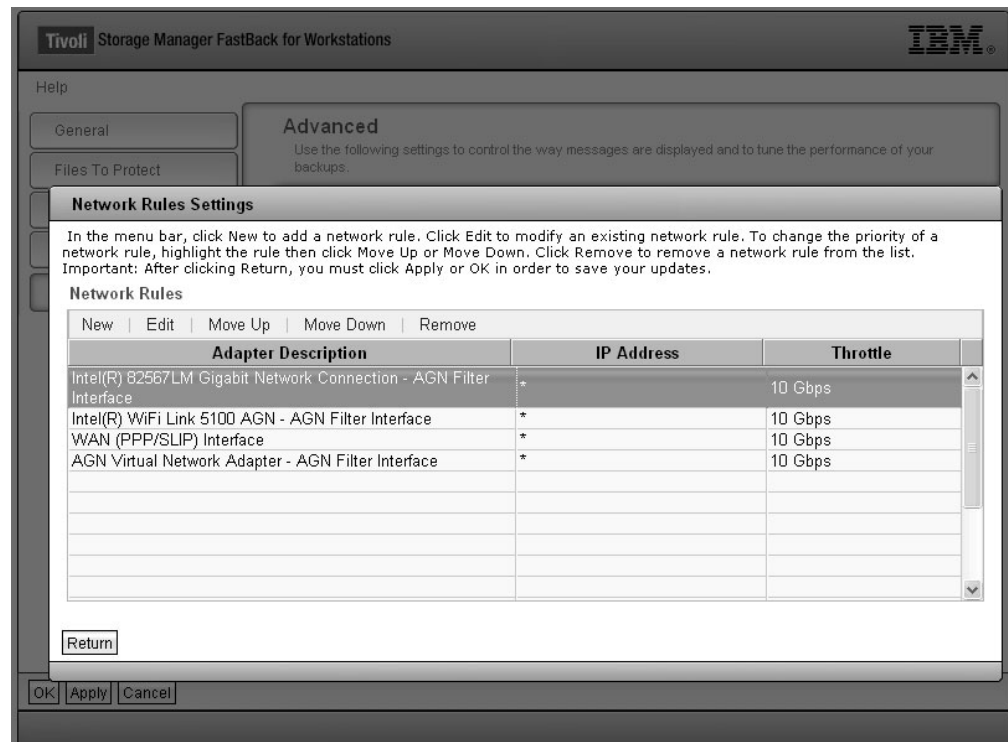 Tivoli Storage Manager FastBack for Workstations
IBM®
Help
General
Files To Protect
Advanced
Use the following settings to control the way messages are displayed and to tune the performance of your
backups.
Network Rules Settings
In the menu bar, click New to add a network rule. Click Edit to modify an existing network rule. To change the priority of a
network rule, highlight the rule then click Move Up or Move Down. Click Remove to remove a network rule from the list.
Important: After clicking Return, you must click Apply or OK in order to save your updates.
Network Rules
New | Edit | Move Up | Move Down | Remove
Adapter Description IP Address Throttle
Intel(R) 82567LM Gigabit Network Connection - AGN Filter
Interface * 10 Gbps
Intel(R) WiFi Link 5100 AGN - AGN Filter Interface * 10 Gbps
WAN (PPP/SLIP) Interface * 10 Gbps
AGN Virtual Network Adapter - AGN Filter Interface * 10 Gbps
Return
OK Apply Cancel